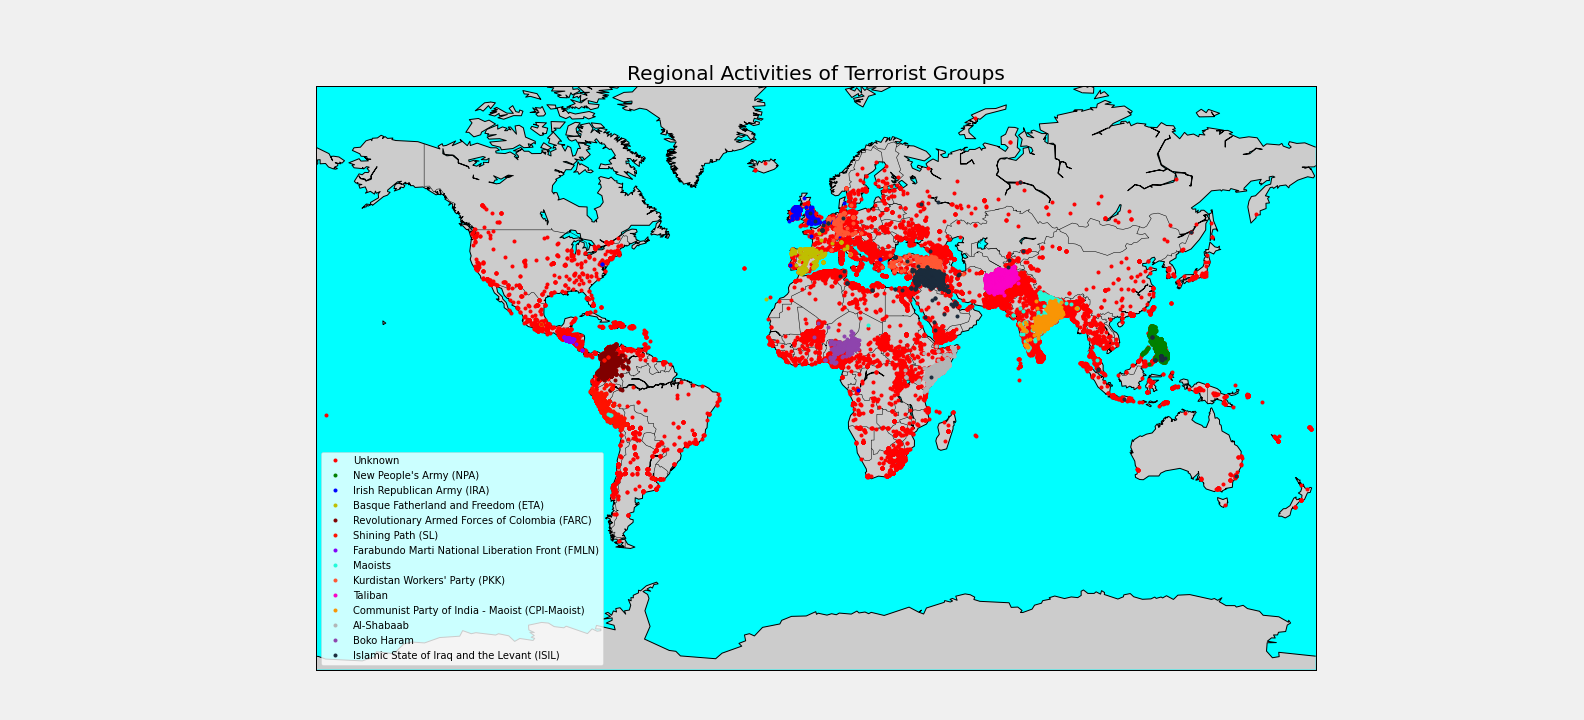 Regional Activities of Terrorist Groups
Unknown
New People's Army (NPA)
Irish Republican Army (IRA)
Basque Fatherland and Freedom (ETA)
Revolutionary Armed Forces of Colombia (FARC)
Shining Path (SL)
Farabundo Marti National Liberation Front (FMLN)
Maoists
Kurdistan Workers' Party (PKK)
Taliban
Communist Party of India - Maoist (CPI-Maoist)
Al-Shabaab
Boko Haram
Islamic State of Iraq and the Levant (ISIL)